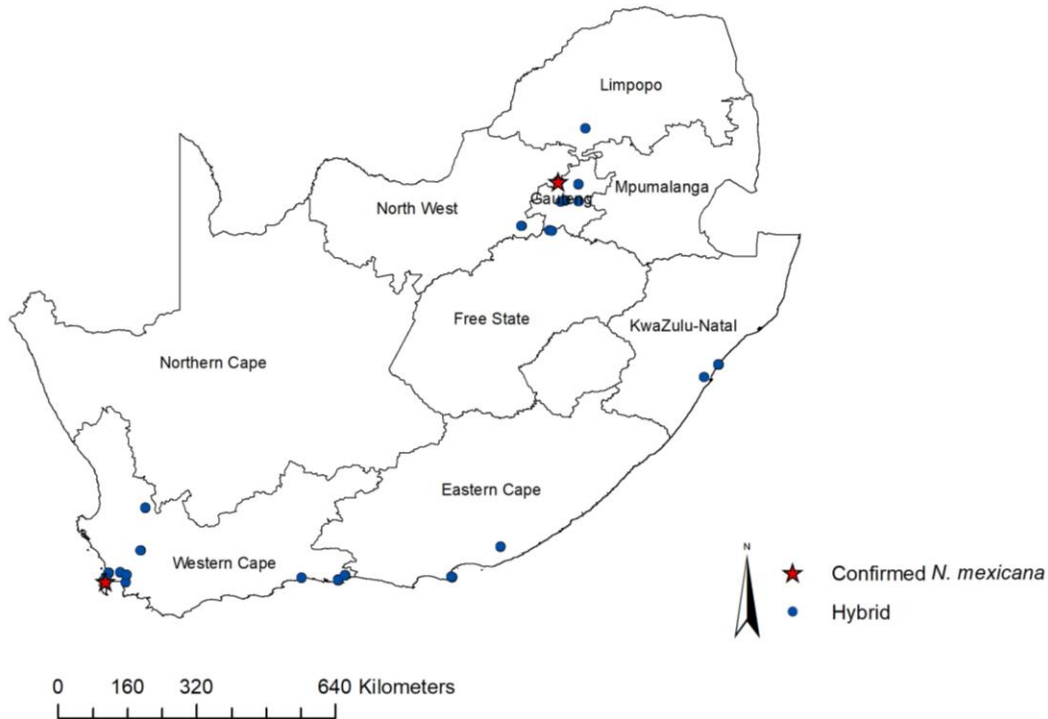 Limpopo
Mpumalanga
North West
Gauteng
Free State
KwaZulu-Natal
Northern Cape
Eastern Cape
Western Cape
N
Confirmed N. mexicana
Hybrid
0 160 320 640 Kilometers